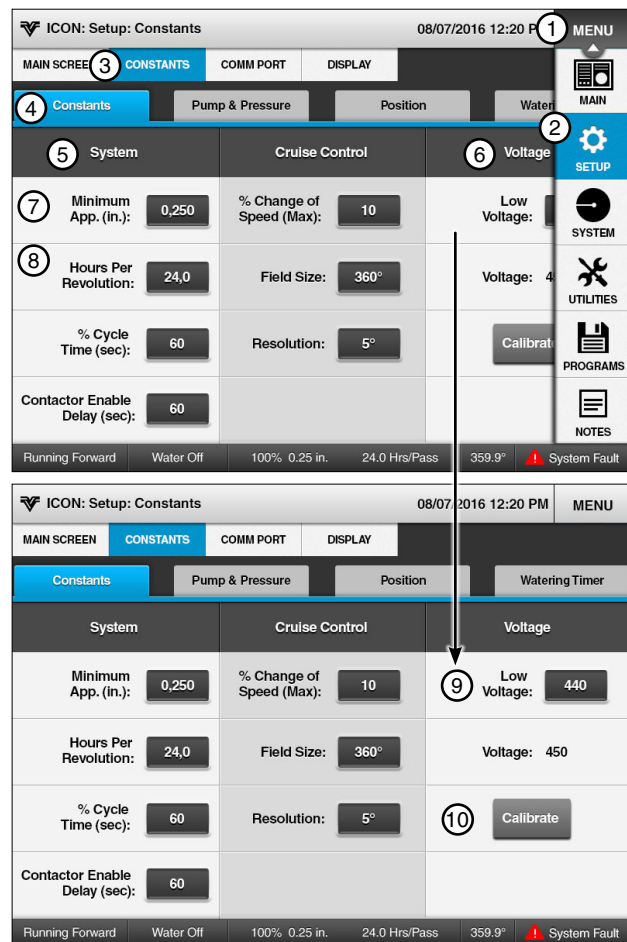 ICON: Setup: Constants 08/07/2016 12:20 P 1 MENU
MAIN SCREE 3 CONSTANTS COMM PORT DISPLAY
MAIN
4 Constants Pump & Pressure Position Wateri
2
SETUP
5 System Cruise Control 6 Voltage
7 Minimum App. (in.): 0,250 % Change of Speed (Max): 10 Low Voltage:
SYSTEM
8 Hours Per Revolution: 24,0 Field Size: 360° Voltage: 4
UTILITIES
% Cycle Time (sec): 60 Resolution: 5° Calibrat
PROGRAMS
Contactor Enable Delay (sec): 60
NOTES
Running Forward Water Off 100% 0.25 in. 24.0 Hrs/Pass 359.9° System Fault
ICON: Setup: Constants 08/07/2016 12:20 PM MENU
MAIN SCREEN CONSTANTS COMM PORT DISPLAY
Constants Pump & Pressure Position Watering Timer
System Cruise Control Voltage
Minimum App. (in.): 0,250 % Change of Speed (Max): 10 9 Low Voltage: 440
Hours Per Revolution: 24,0 Field Size: 360° Voltage: 450
% Cycle Time (sec): 60 Resolution: 5° 10 Calibrate
Contactor Enable Delay (sec): 60
Running Forward Water Off 100% 0.25 in. 24.0 Hrs/Pass 359.9° System Fault